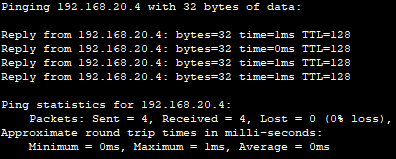 Pinging 192.168.20.4 with 32 bytes of data:
Reply from 192.168.20.4: bytes=32 time=1ms TTL=128
Reply from 192.168.20.4: bytes=32 time=0ms TTL=128
Reply from 192.168.20.4: bytes=32 time=1ms TTL=128
Reply from 192.168.20.4: bytes=32 time=1ms TTL=128
Ping statistics for 192.168.20.4:
Packets: Sent = 4, Received = 4, Lost = 0 (0% loss),
Approximate round trip times in milli-seconds:
Minimum = 0ms, Maximum = 1ms, Average = 0ms